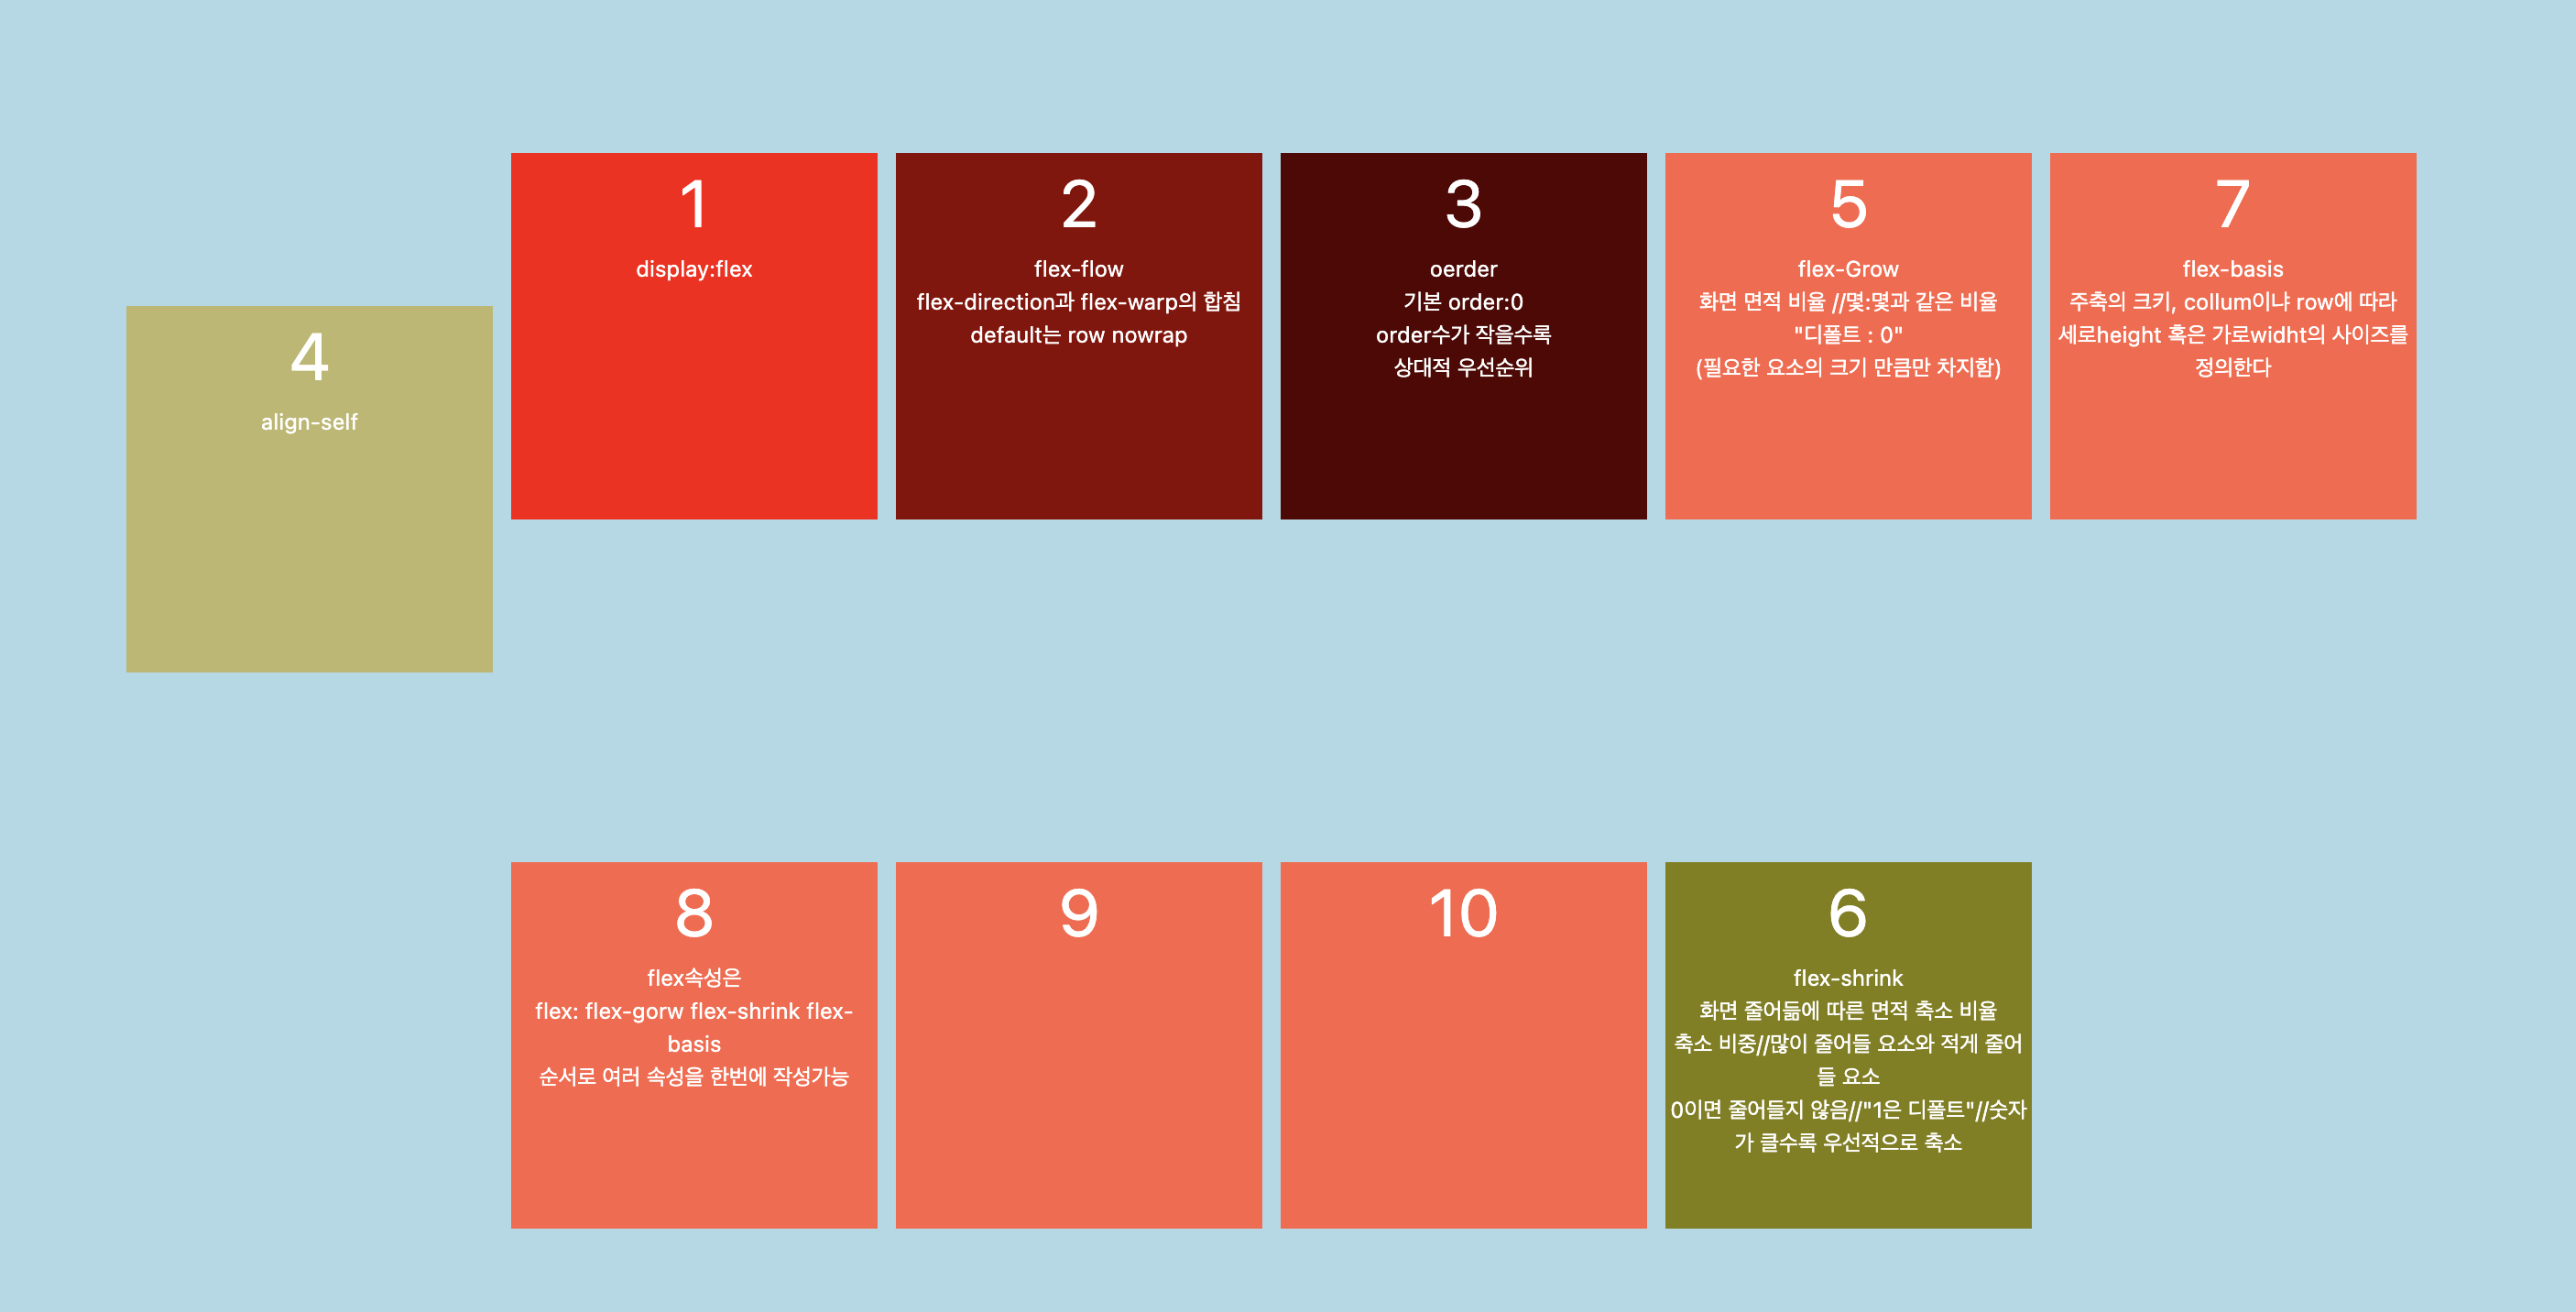 4
align-self
1
display:flex
2
flex-flow
flex-direction과 flex-warp의 합침
default는 row nowrap
3
oerder
기본 order:0
order수가 작을수록
상대적 우선순위
5
flex-Grow
화면 면적 비율 //몇:몇과 같은 비율
"디폴트 : 0"
(필요한 요소의 크기 만큼만 차지함)
7
flex-basis
주축의 크키, collum이냐 row에 따라
세로height 혹은 가로widht의 사이즈를
정의한다
8
flex속성은
flex: flex-gorw flex-shrink flex-
basis
순서로 여러 속성을 한번에 작성가능
9
10
6
flex-shrink
화면 줄어듦에 따른 면적 축소 비율
축소 비중//많이 줄어들 요소와 적게 줄어
들 요소
0이면 줄어들지 않음//"1은 디폴트"//숫자
가 클수록 우선적으로 축소